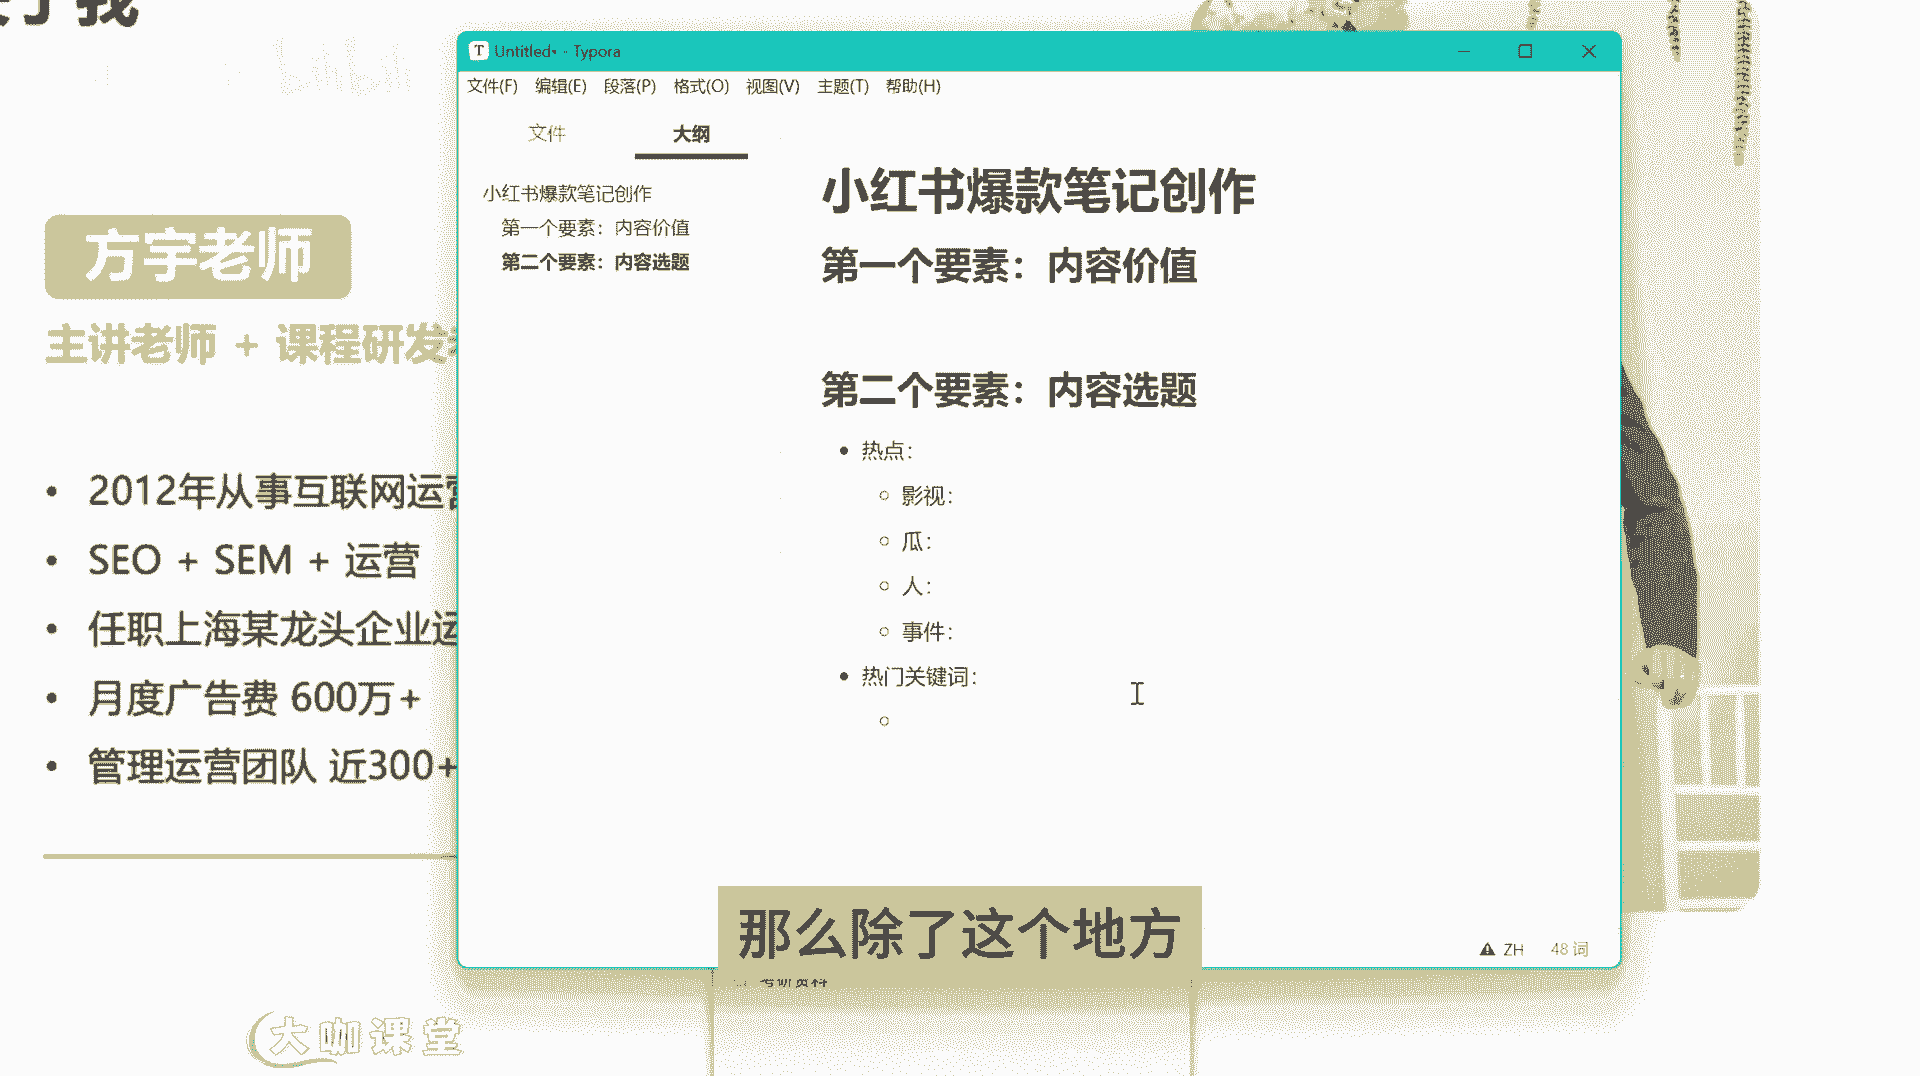 Untitled• - Typora
文件(F) 编辑(E) 段落(P) 格式(O) 视图(V) 主题(T) 帮助(H)
文件 大纲
小红书爆款笔记创作
第一个要素：内容价值
第二个要素：内容选题
小红书爆款笔记创作
第一个要素：内容价值
第二个要素：内容选题
热点：
影视：
瓜：
人：
事件：
热门关键词：
ZH 48 词
bilibili
方宇老师
主讲老师 + 课程研发
2012年从事互联网运营
SEO + SEM + 运营
任职上海某龙头企业运
月度广告费 600万+
管理运营团队 近300+
那么除了这个地方
考研资料
大咖课堂